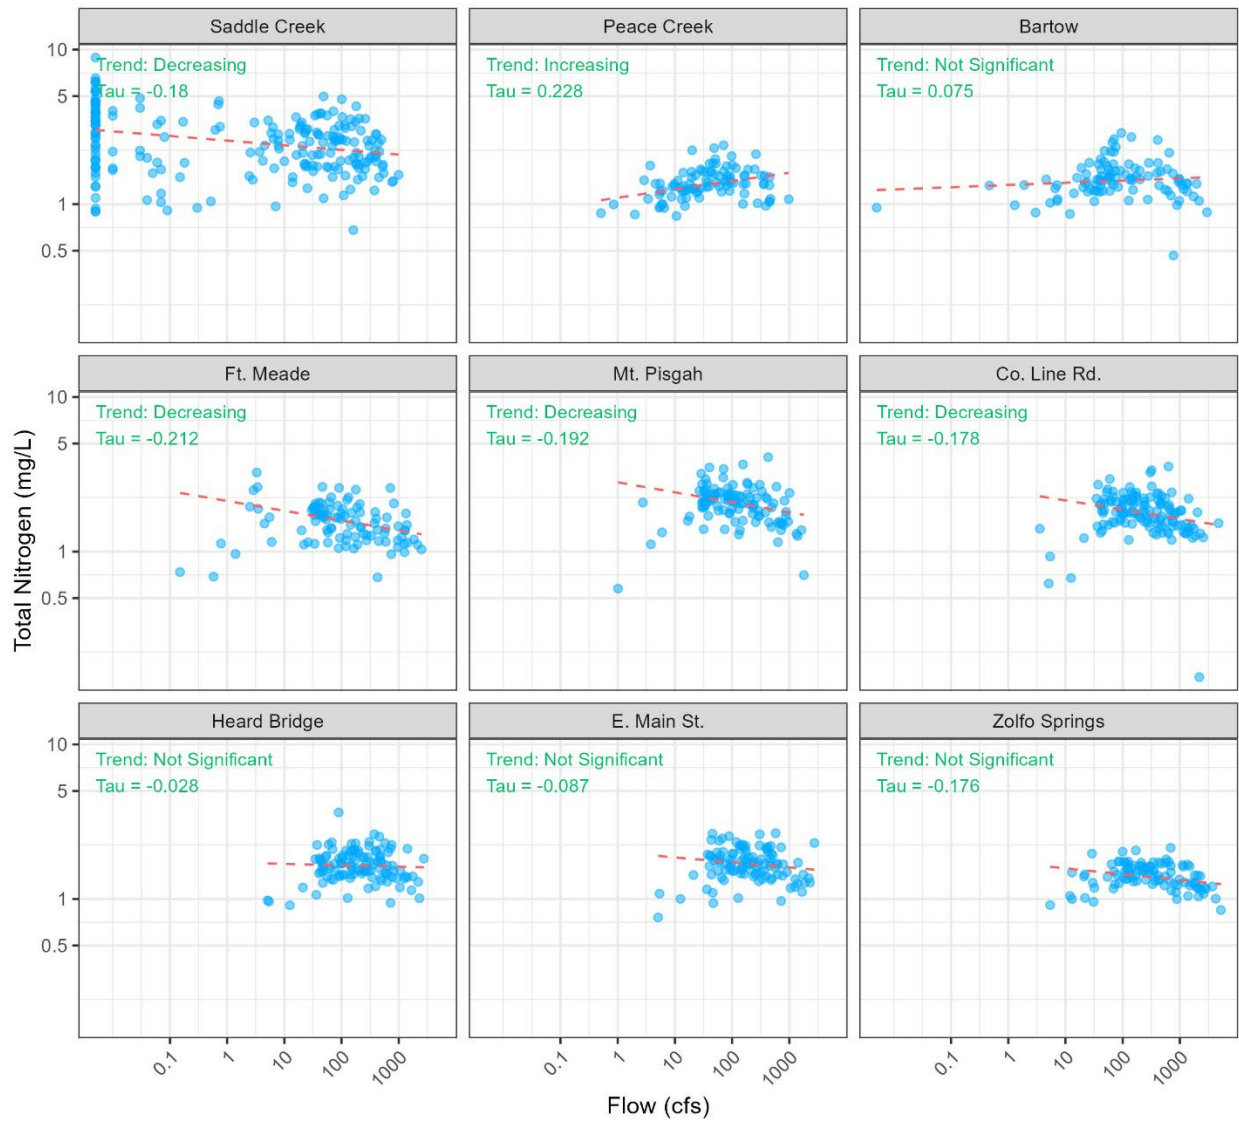 Saddle Creek
Peace Creek
Bartow
10
5
1
0.5
Trend: Decreasing
Tau = -0.18
Trend: Increasing
Tau = 0.228
Trend: Not Significant
Tau = 0.075
Ft. Meade
Mt. Pisgah
Co. Line Rd.
10
5
1
0.5
Trend: Decreasing
Tau = -0.212
Trend: Decreasing
Tau = -0.192
Trend: Decreasing
Tau = -0.178
Total Nitrogen (mg/L)
Heard Bridge
E. Main St.
Zolfo Springs
10
5
1
0.5
Trend: Not Significant
Tau = -0.028
Trend: Not Significant
Tau = -0.087
Trend: Not Significant
Tau = -0.176
0.1
1
10
100
1000
0.1
1
10
100
1000
0.1
1
10
100
1000
Flow (cfs)